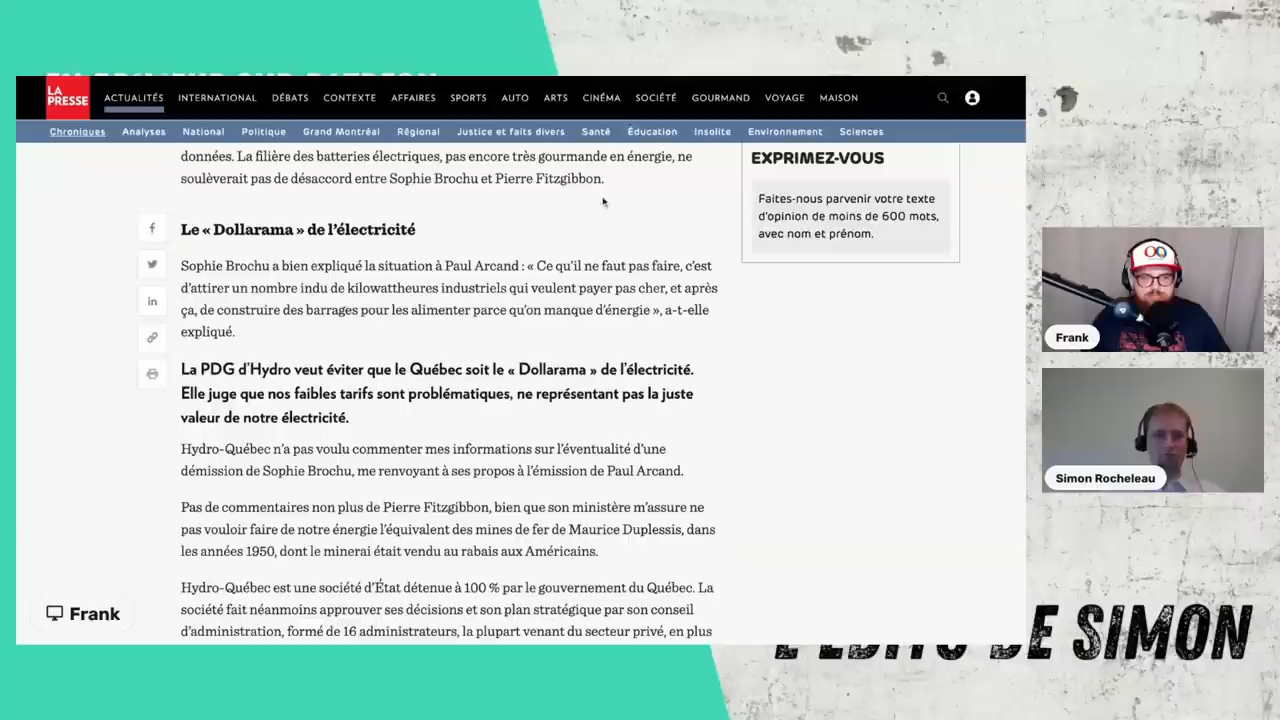 LA PRESSE
ACTUALITÉS INTERNATIONAL DÉBATS CONTEXTE AFFAIRES SPORTS AUTO ARTS CINÉMA SOCIÉTÉ GOURMAND VOYAGE MAISON
Chroniques Analyses National Politique Grand Montréal Régional Justice et faits divers Santé Éducation Insolite Environnement Sciences
données. La filière des batteries électriques, pas encore très gourmande en énergie, ne
soulèverait pas de désaccord entre Sophie Brochu et Pierre Fitzgibbon.
Le « Dollarama » de l'électricité
Sophie Brochu a bien expliqué la situation à Paul Arcand : « Ce qu'il ne faut pas faire, c'est
d'attirer un nombre indu de kilowattheures industriels qui veulent payer pas cher, et après
ça, de construire des barrages pour les alimenter parce qu'on manque d'énergie », a-t-elle
expliqué.
La PDG d'Hydro veut éviter que le Québec soit le « Dollarama » de l'électricité.
Elle juge que nos faibles tarifs sont problématiques, ne représentant pas la juste
valeur de notre électricité.
Hydro-Québec n'a pas voulu commenter mes informations sur l'éventualité d'une
démission de Sophie Brochu, me renvoyant à ses propos à l'émission de Paul Arcand.
Pas de commentaires non plus de Pierre Fitzgibbon, bien que son ministère m'assure ne
pas vouloir faire de notre énergie l'équivalent des mines de fer de Maurice Duplessis, dans
les années 1950, dont le minerai était vendu au rabais aux Américains.
Hydro-Québec est une société d'État détenue à 100 % par le gouvernement du Québec. La
société fait néanmoins approuver ses décisions et son plan stratégique par son conseil
d'administration, formé de 16 administrateurs, la plupart venant du secteur privé, en plus
EXPRIMEZ-VOUS
Faites-nous parvenir votre texte
d'opinion de moins de 600 mots,
avec nom et prénom.
Frank
Simon Rocheleau
Frank
DE SIMON